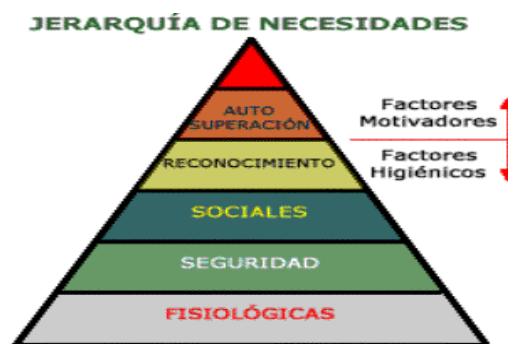 JERARQUÍA DE NECESIDADES
AUTO
SUPERACIÓN
Factores
Motivadores
RECONOCIMIENTO
Factores
Higiénicos
SOCIALES
SEGURIDAD
FISIOLÓGICAS